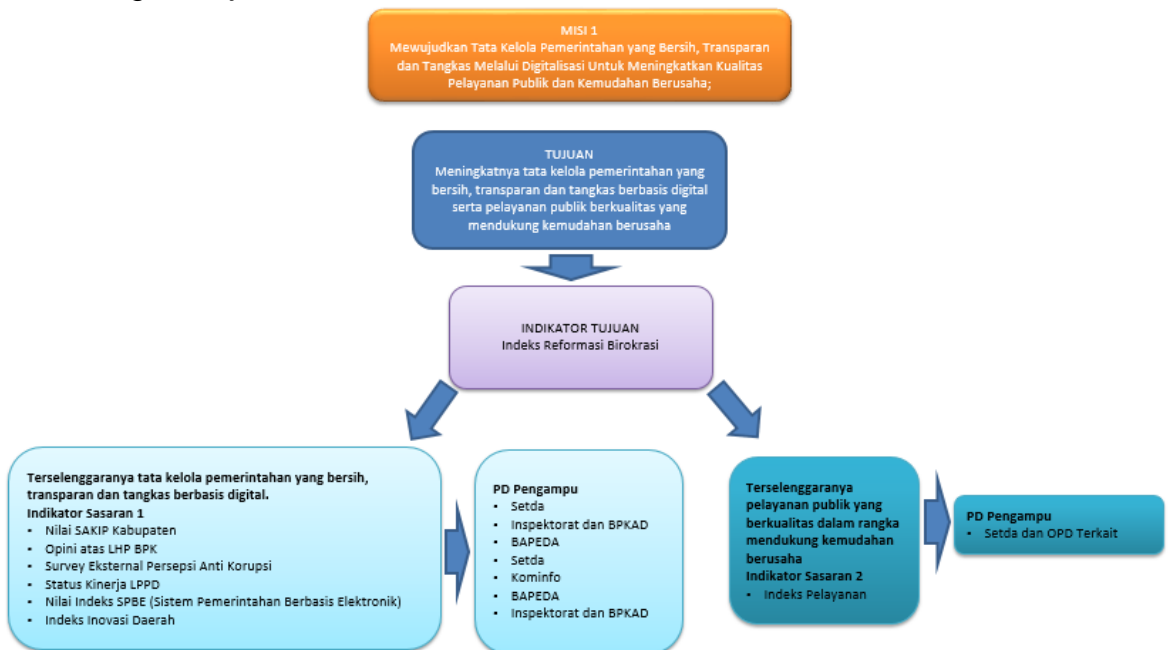 MISI 1
Mewujudkan Tata Kelola Pemerintahan yang Bersih, Transparan
dan Tangkas Melalui Digitalisasi Untuk Meningkatkan Kualitas
Pelayanan Publik dan Kemudahan Berusaha;
TUJUAN
Meningkatnya tata kelola pemerintahan yang
bersih, transparan dan tangkas berbasis digital
serta pelayanan publik berkualitas yang
mendukung kemudahan berusaha
INDIKATOR TUJUAN
Indeks Reformasi Birokrasi
Terselenggaranya tata kelola pemerintahan yang bersih,
transparan dan tangkas berbasis digital.
Indikator Sasaran 1
• Nilai SAKIP Kabupaten
• Opini atas LHP BPK
• Survey Eksternal Persepsi Anti Korupsi
• Status Kinerja LPPD
• Nilai Indeks SPBE (Sistem Pemerintahan Berbasis Elektronik)
• Indeks Inovasi Daerah
PD Pengampu
• Setda
• Inspektorat dan BPKAD
• BAPEDA
• Setda
• Kominfo
• BAPEDA
• Inspektorat dan BPKAD
Terselenggaranya
pelayanan publik yang
berkualitas dalam rangka
mendukung kemudahan
berusaha
Indikator Sasaran 2
• Indeks Pelayanan
PD Pengampu
• Setda dan OPD Terkait